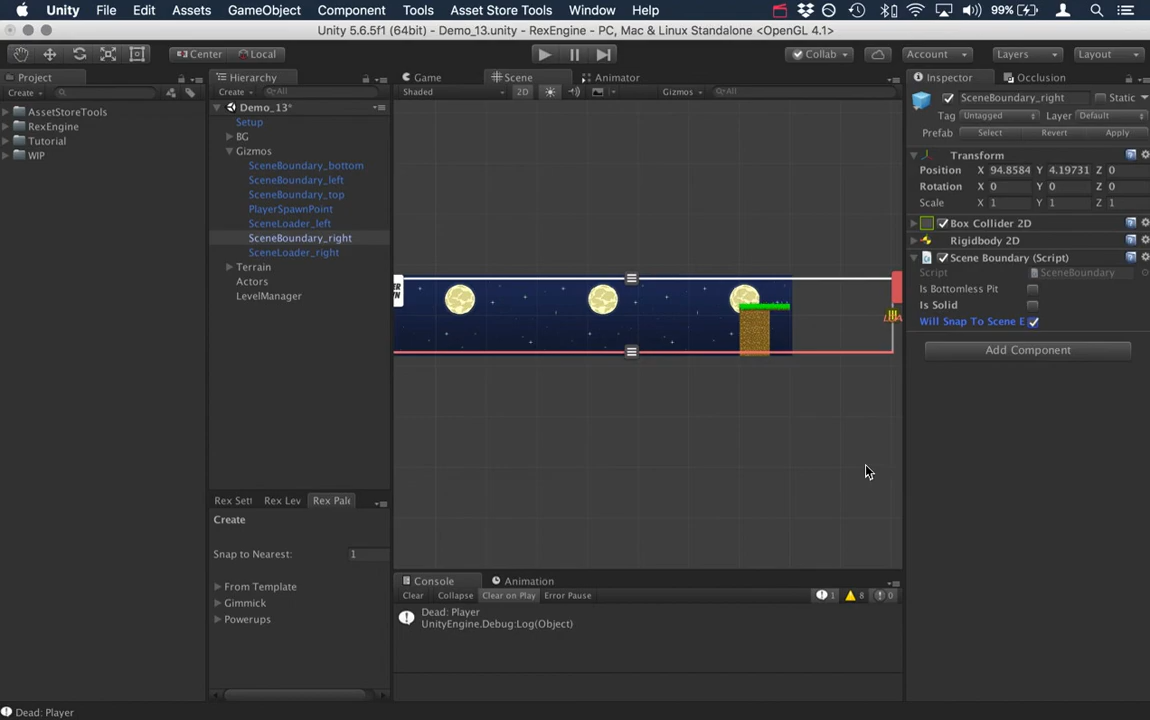 Unity File Edit Assets GameObject Component Tools Asset Store Tools Window Help 99%
Unity 5.6.5f1 (64bit) - Demo_13.unity - RexEngine - PC, Mac & Linux Standalone <OpenGL 4.1>
Center Local Collab Account Layers Layout
Project
Create
AssetStoreTools
RexEngine
Tutorial
WIP
Hierarchy
Create All
Demo_13*
Setup
BG
Gizmos
SceneBoundary_bottom
SceneBoundary_left
SceneBoundary_top
PlayerSpawnPoint
SceneLoader_left
SceneBoundary_right
SceneLoader_right
Terrain
Actors
LevelManager
Rex Sett Rex Lev Rex Pale
Create
Snap to Nearest: 1
From Template
Gimmick
Powerups
Game Scene Animator
Shaded 2D Gizmos All
Console Animation
Clear Collapse Clear on Play Error Pause 1 8 0
Dead: Player
UnityEngine.Debug:Log(Object)
Inspector Occlusion
SceneBoundary_right Static
Tag Untagged Layer Default
Prefab Select Revert Apply
Transform
Position X 94.8584 Y 4.19731 Z 0
Rotation X 0 Y 0 Z 0
Scale X 1 Y 1 Z 1
Box Collider 2D
Rigidbody 2D
Scene Boundary (Script)
Script SceneBoundary
Is Bottomless Pit
Is Solid
Will Snap To Scene E
Add Component
Dead: Player